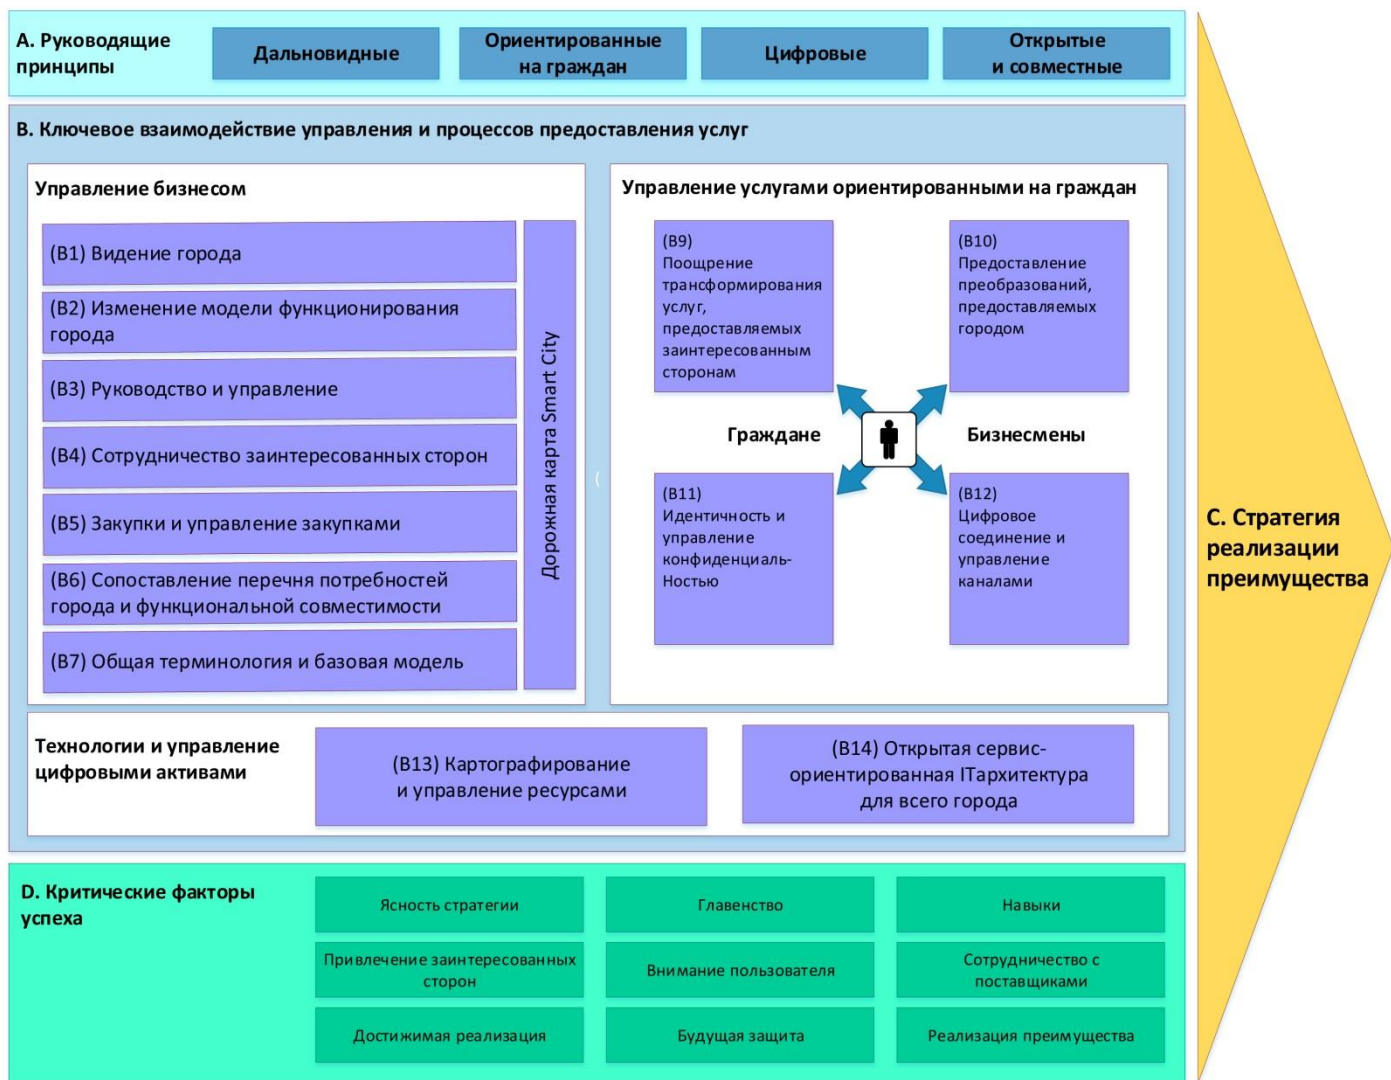 А. Руководящие
принципы
Дальновидные
Ориентированные
на граждан
Цифровые
Открытые
и совместные
В. Ключевое взаимодействие управления и процессов предоставления услуг
Управление бизнесом
(В1) Видение города
(В2) Изменение модели функционирования
города
(В3) Руководство и управление
(В4) Сотрудничество заинтересованных сторон
(В5) Закупки и управление закупками
(В6) Сопоставление перечня потребностей
города и функциональной совместимости
(В7) Общая терминология и базовая модель
Дорожная карта Smart City
(
Управление услугами ориентированными на граждан
(В9)
Поощрение
трансформирования
услуг,
предоставляемых
заинтересованным
сторонам
(В10)
Предоставление
преобразований,
предоставляемых
городом
Граждане
Бизнесмены
(В11)
Идентичность и
управление
конфиденциаль-
Ностью
(В12)
Цифровое
соединение и
управление
каналами
Технологии и управление
цифровыми активами
(В13) Картографирование
и управление ресурсами
(В14) Открытая сервис-
ориентированная ITархитектура
для всего города
С. Стратегия
реализации
преимущества
D. Критические факторы
успеха
Ясность стратегии
Главенство
Навыки
Привлечение заинтересованных
сторон
Внимание пользователя
Сотрудничество с
поставщиками
Достижимая реализация
Будущая защита
Реализация преимущества